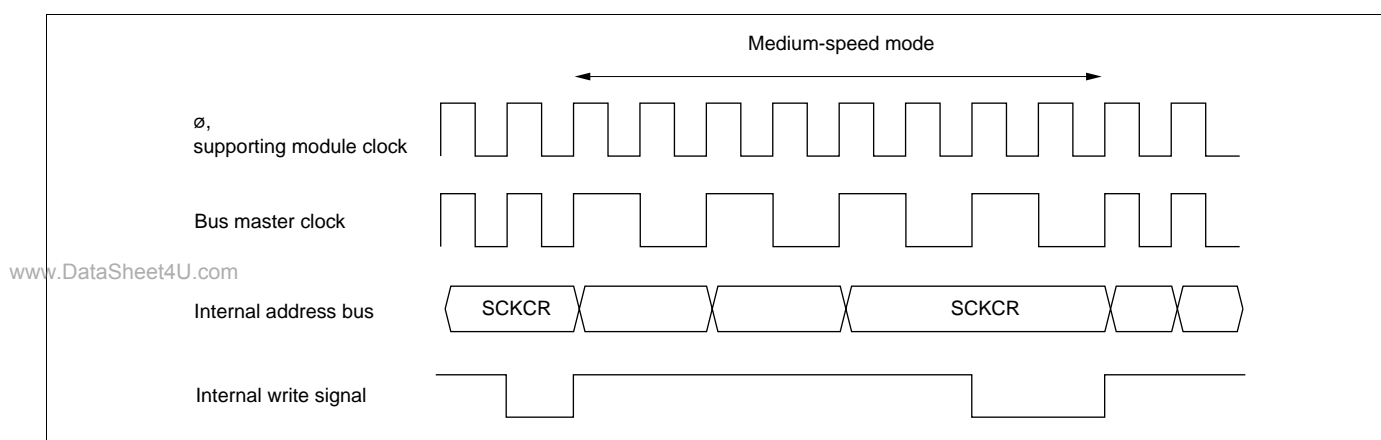 Medium-speed mode
ø,
supporting module clock
Bus master clock
www.DataSheet4U.com
Internal address bus
SCKCR
SCKCR
Internal write signal